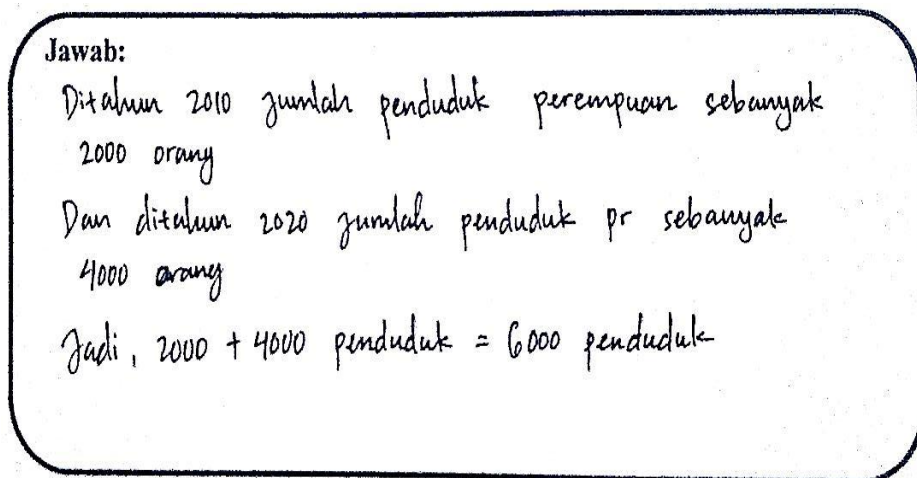 Jawab:
Ditahun 2010 jumlah penduduk perempuan sebanyak
2000 orang
Dan ditahun 2020 jumlah penduduk pr sebanyak
4000 orang
Jadi, 2000 + 4000 penduduk = 6000 penduduk